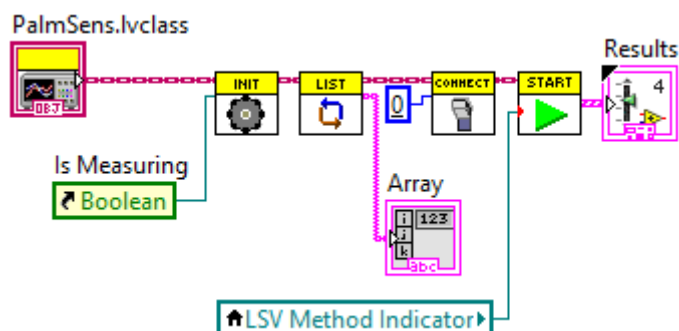 PalmSens.lvclass
OBJ
INIT
LIST
0
CONNECT
START
Results
4
Is Measuring
Boolean
Array
i
123
j
k
abc
LSV Method Indicator